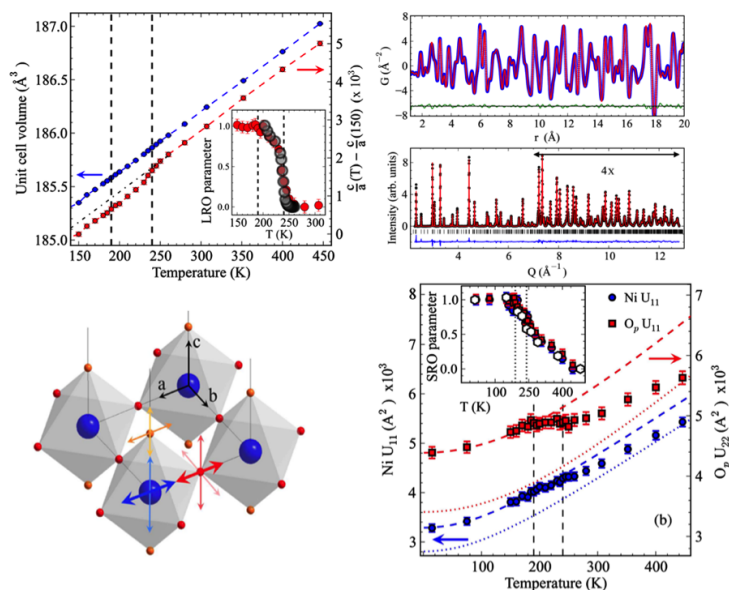 187.0
186.5
186.0
185.5
185.0
Unit cell volume (Å³)
5
4
3
2
1
0
c/a (T) − c/a (150) (x 10³)
1.0
0.5
0.0
LRO parameter
150 200 250 300
T (K)
150 200 250 300 350 400 450
Temperature (K)
8
4
0
−4
−8
G (Å⁻²)
2 4 6 8 10 12 14 16 18 20
r (Å)
4x
Intensity (arb. units)
4 6 8 10 12
Q (Å⁻¹)
c
a
b
1.0
0.5
0.0
SRO parameter
0 100 250 400
T (K)
Ni U₁₁
Oₚ U₁₁
8
7
6
5
4
3
Ni U₁₁ (A²) x10³
7
6
5
4
3
Oₚ U₂₂ (A²) x10³
(b)
100 200 300 400
Temperature (K)